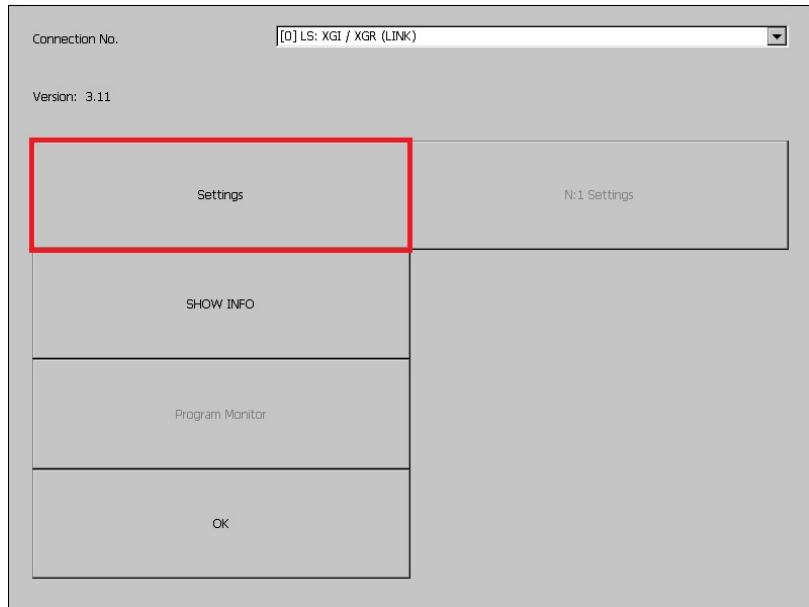 Connection No. [0] LS: XGI / XGR (LINK)
Version: 3.11
Settings N:1 Settings
SHOW INFO
Program Monitor
OK